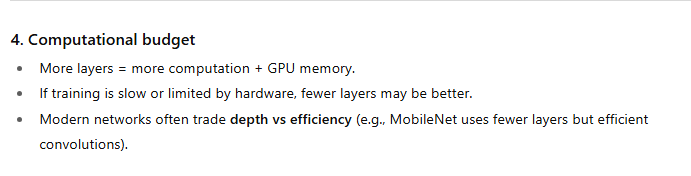 4. Computational budget
• More layers = more computation + GPU memory.
• If training is slow or limited by hardware, fewer layers may be better.
• Modern networks often trade depth vs efficiency (e.g., MobileNet uses fewer layers but efficient
convolutions).